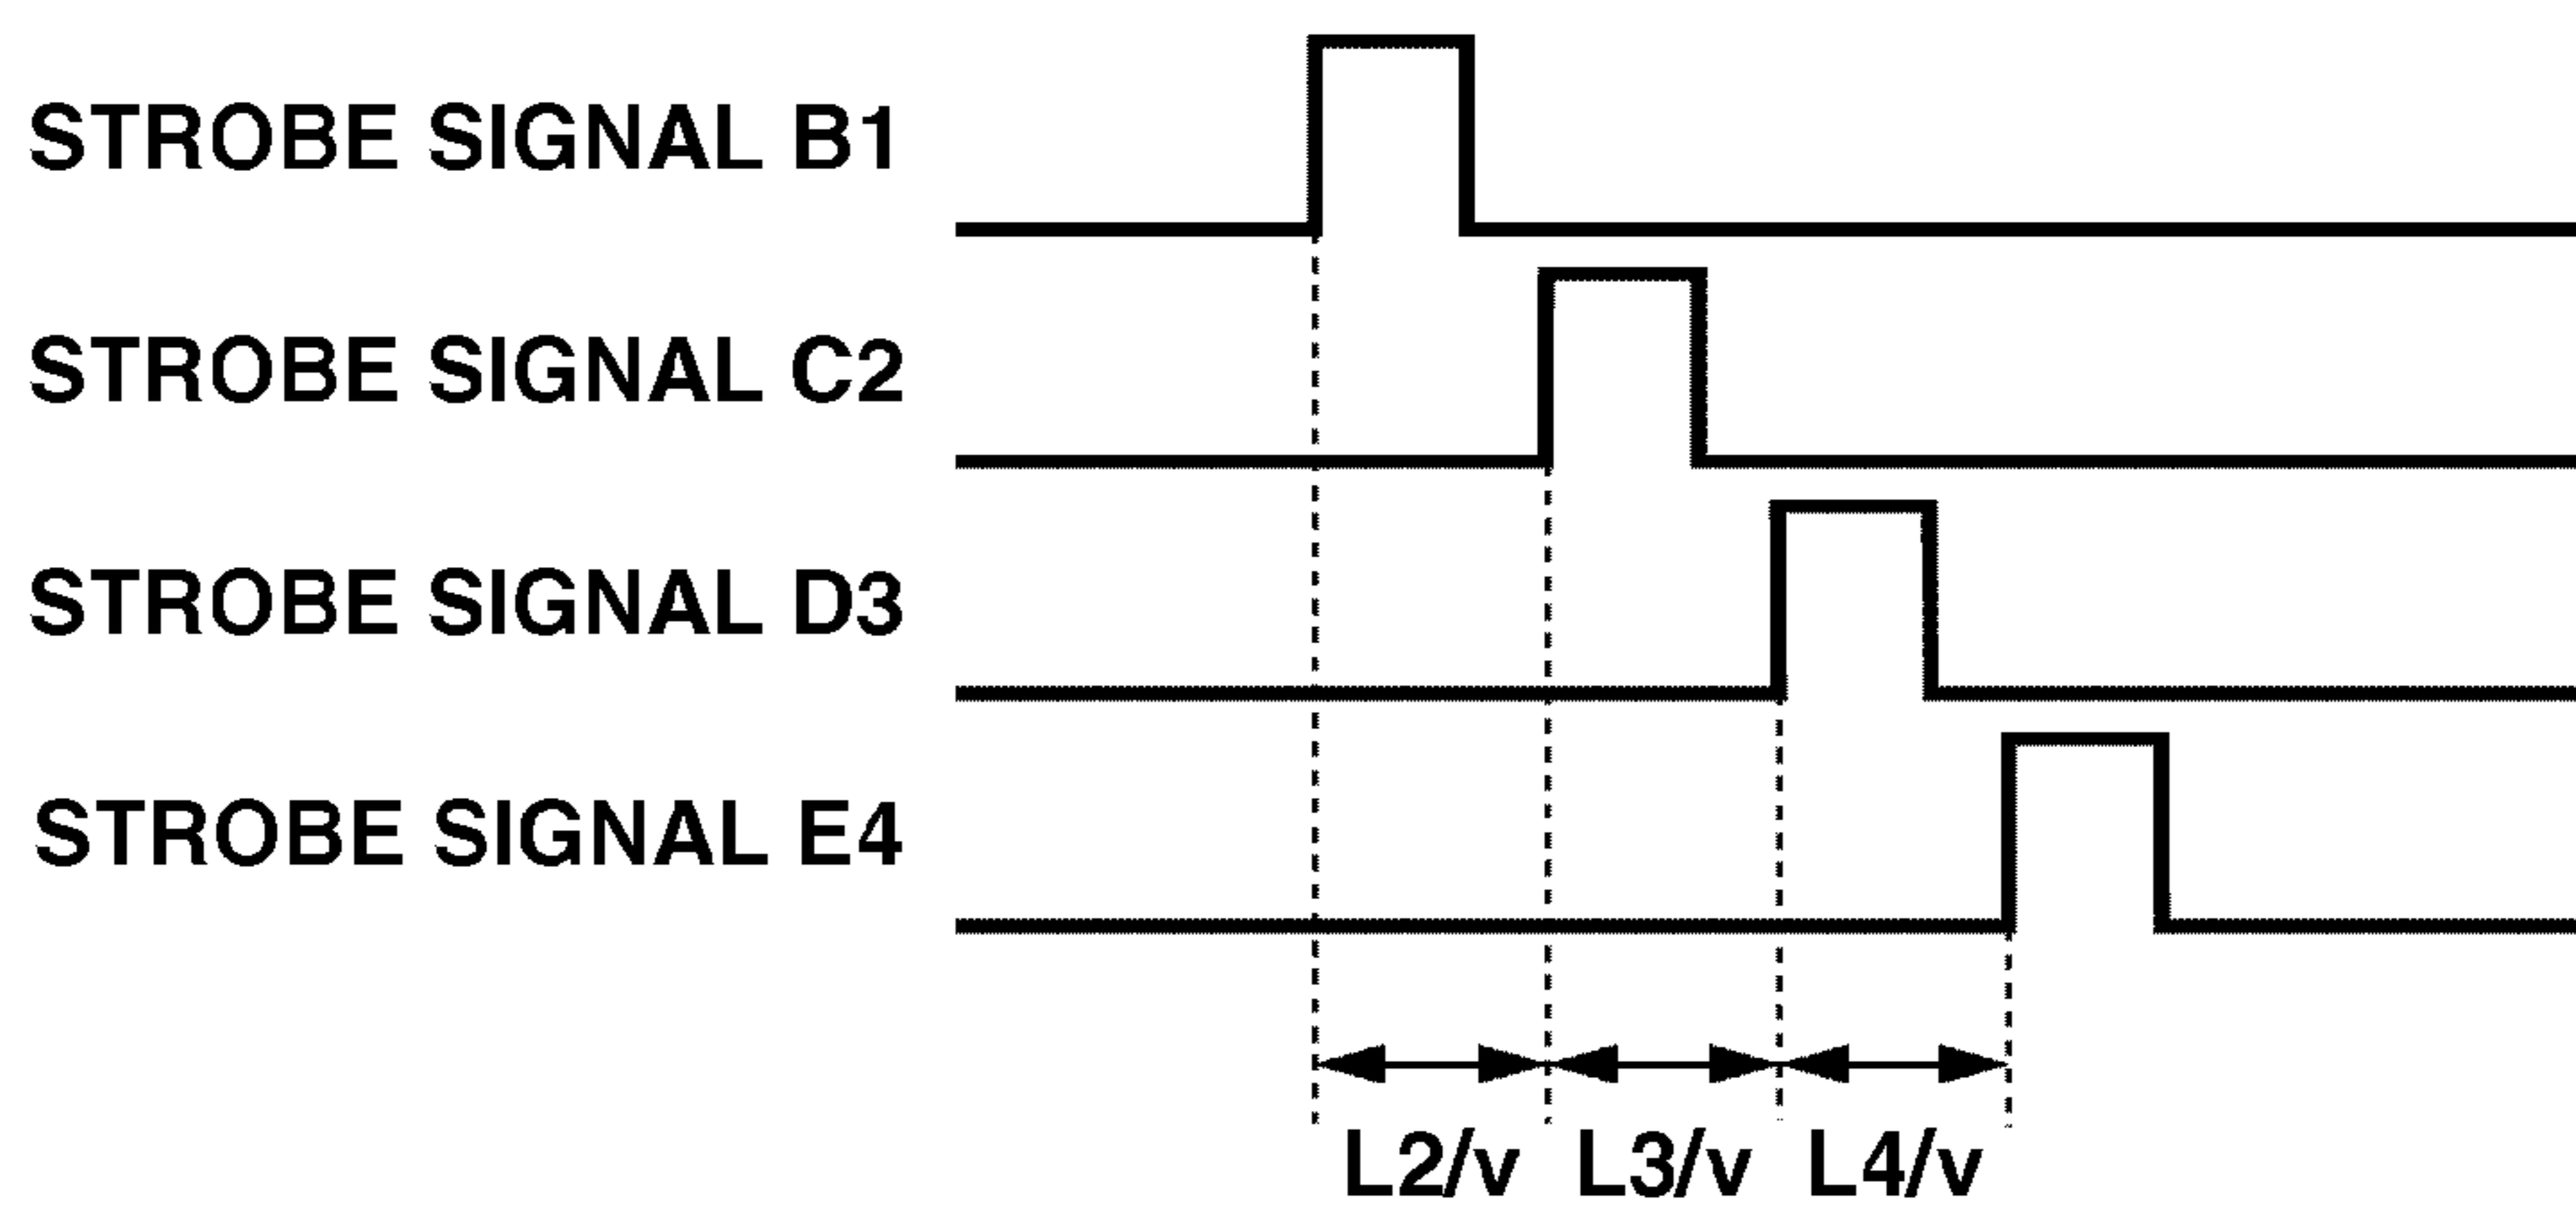 STROBE SIGNAL B1
STROBE SIGNAL C2
STROBE SIGNAL D3
STROBE SIGNAL E4
L2/v L3/v L4/v